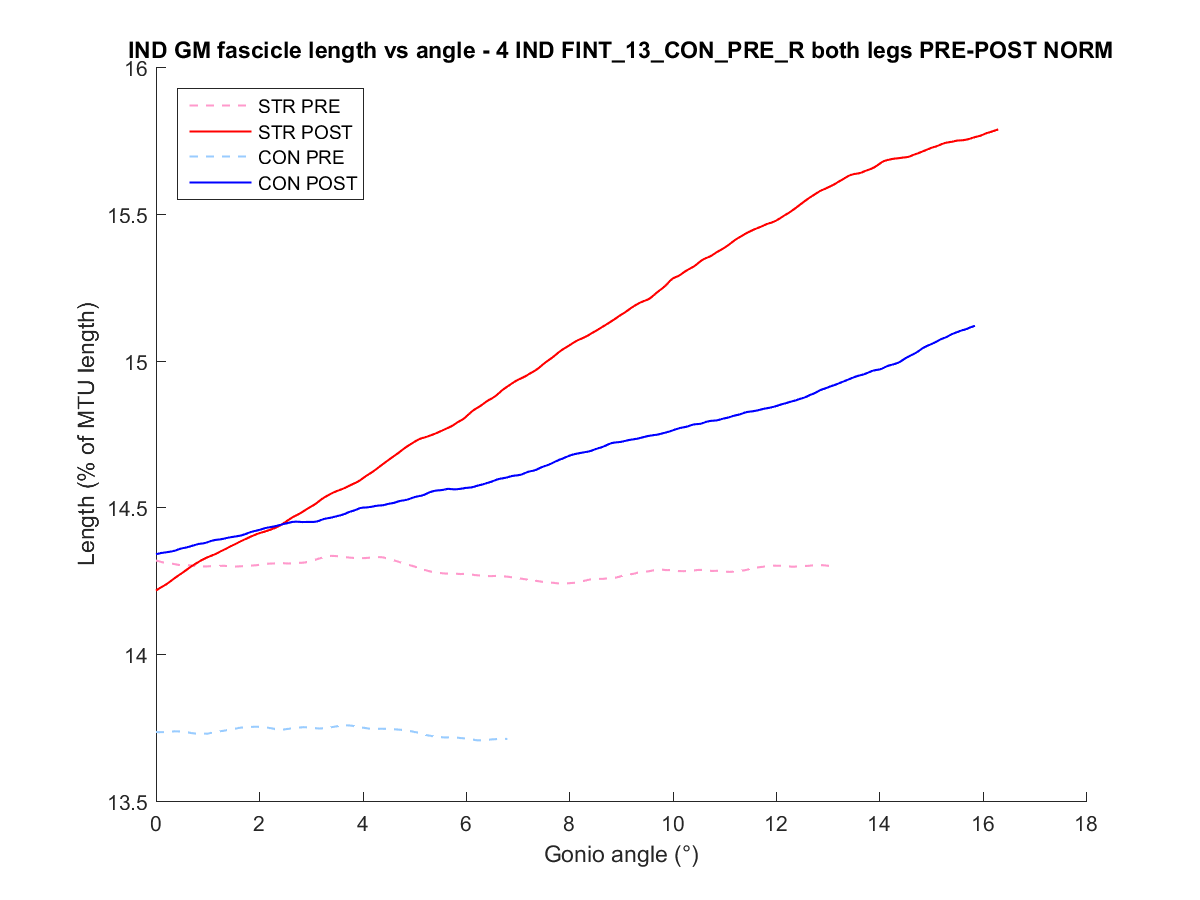 IND GM fascicle length vs angle - 4 IND FINT_13_CON_PRE_R both legs PRE-POST NORM
STR PRE
STR POST
CON PRE
CON POST
16
15.5
15
14.5
14
13.5
Length (% of MTU length)
0 2 4 6 8 10 12 14 16 18
Gonio angle (°)